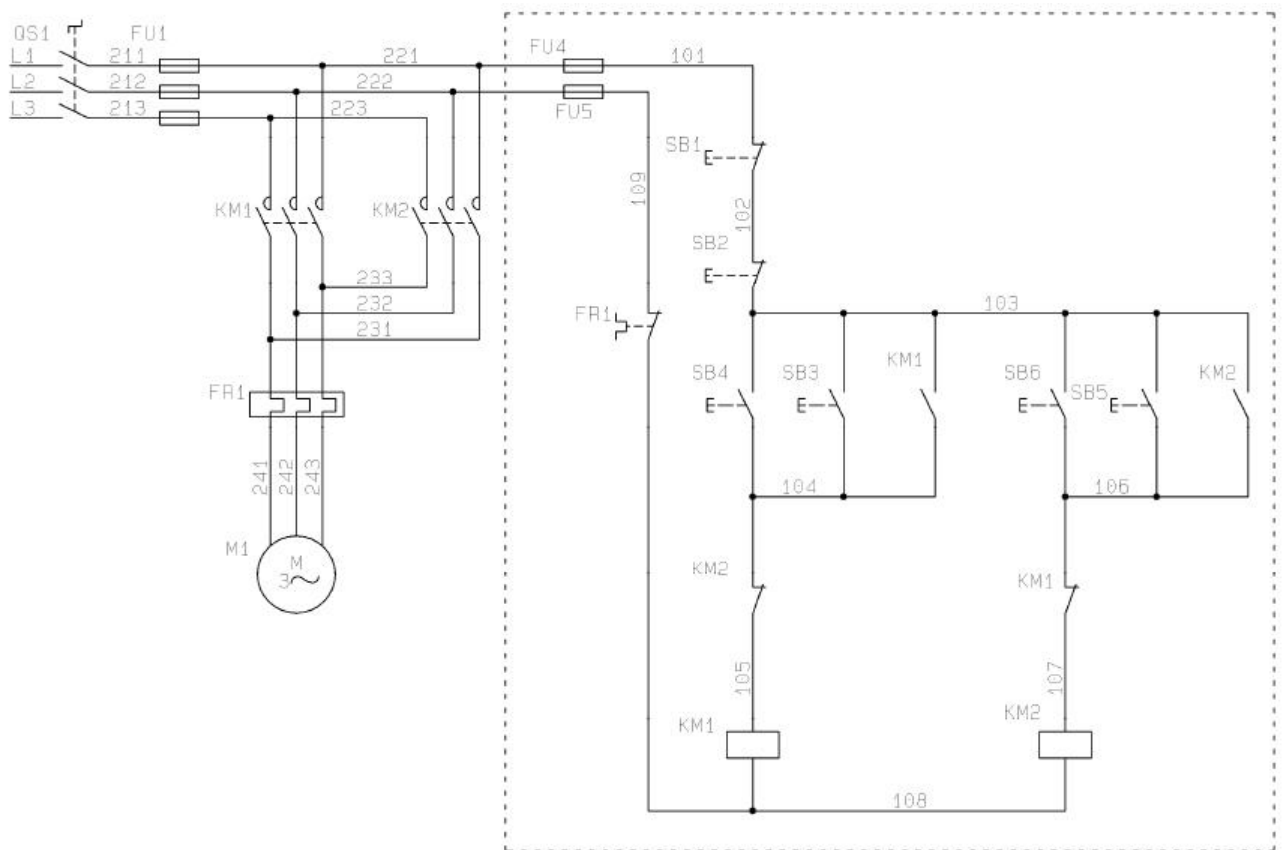 QS1 FU1
L1 211 221 FU4 101
L2 212 222
L3 213 223 FU5
SB1
109
102
KM1 KM2
SB2
233
232
231
FR1 103
KM1
SB4 SB3 SB6 SB5 KM2
FR1
241 242 243
104 106
M1 M
3~
KM2 KM1
105 107
KM1 KM2
108